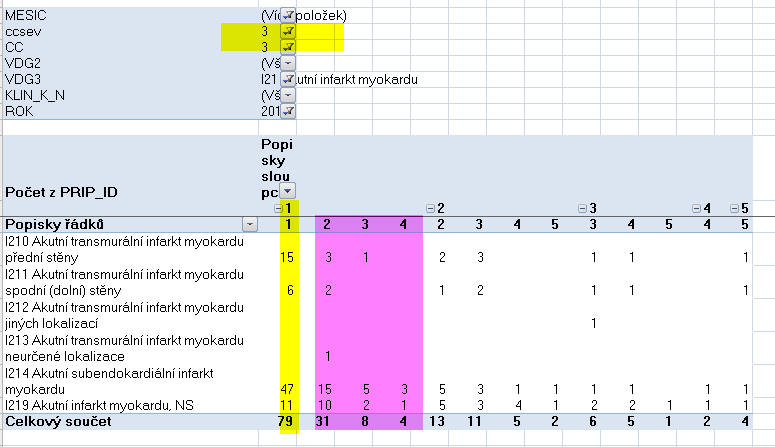 MESIC (Víc položek)
ccsev 3
CC 3
VDG2 (Vš
VDG3 I21 utní infarkt myokardu
KLIN_K_N (Vš
ROK 201
Popi
sky
slou
Počet z PRIP_ID pc
1 2 3 4 5
Popisky řádků 1 2 3 4 2 3 4 5 3 4 5 4 5
I210 Akutní transmurální infarkt myokardu
přední stěny 15 3 1 2 3 1 1 1
I211 Akutní transmurální infarkt myokardu
spodní (dolní) stěny 6 2 1 2 1 1 1
I212 Akutní transmurální infarkt myokardu
jiných lokalizací 1
I213 Akutní transmurální infarkt myokardu
neurčené lokalizace 1
I214 Akutní subendokardiální infarkt
myokardu 47 15 5 3 5 3 1 1 1 1 1 1
I219 Akutní infarkt myokardu, NS 11 10 2 1 5 3 4 1 2 2 1 1 1
Celkový součet 79 31 8 4 13 11 5 2 6 5 1 2 4